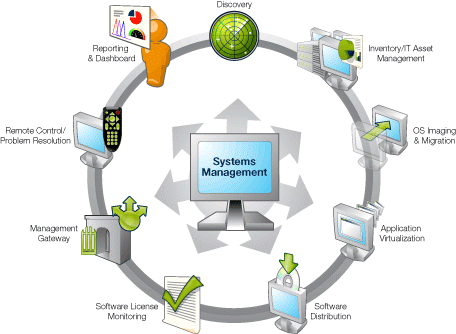 Discovery
Reporting
& Dashboard
Inventory/IT Asset
Management
Remote Control/
Problem Resolution
OS Imaging
& Migration
Systems
Management
Management
Gateway
Application
Virtualization
Software License
Monitoring
Software
Distribution